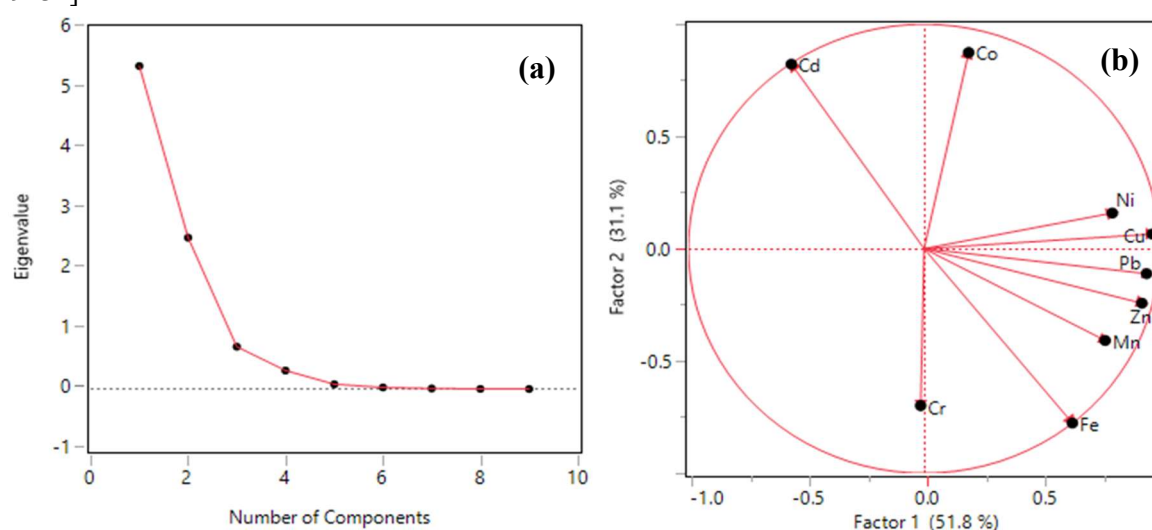 6
5
4
3
2
1
0
-1
Eigenvalue
0 2 4 6 8 10
Number of Components
(a)
(b)
Cd
Co
Ni
Cu
Pb
Zn
Mn
Fe
Cr
0.5
0.0
-0.5
Factor 2 (31.1 %)
-1.0 -0.5 0.0 0.5
Factor 1 (51.8 %)